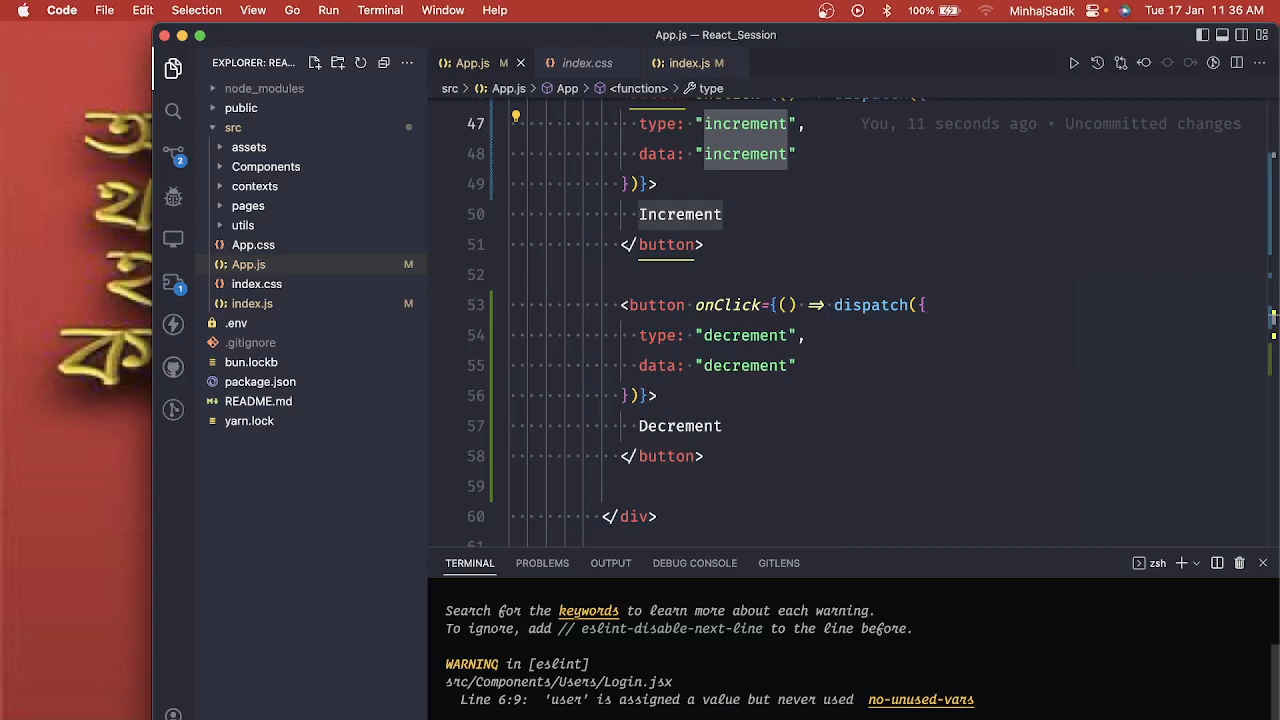 Code File Edit Selection View Go Run Terminal Window Help 100% MinhajSadik Tue 17 Jan 11:36 AM
App.js — React_Session
EXPLORER: REA...
App.js M index.css index.js M
src > App.js > App > <function> > type
node_modules
public
src
assets
Components
contexts
pages
utils
App.css
App.js M
index.css
index.js M
.env
.gitignore
bun.lockb
package.json
README.md
yarn.lock
2
1
47 type: "increment", You, 11 seconds ago • Uncommitted changes
48 data: "increment"
49 })}>
50 Increment
51 </button>
52
53 <button onClick={() => dispatch({
54 type: "decrement",
55 data: "decrement"
56 })}>
57 Decrement
58 </button>
59
60 </div>
TERMINAL PROBLEMS OUTPUT DEBUG CONSOLE GITLENS zsh
Search for the keywords to learn more about each warning.
To ignore, add // eslint-disable-next-line to the line before.
WARNING in [eslint]
src/Components/Users/Login.jsx
Line 6:9: 'user' is assigned a value but never used no-unused-vars